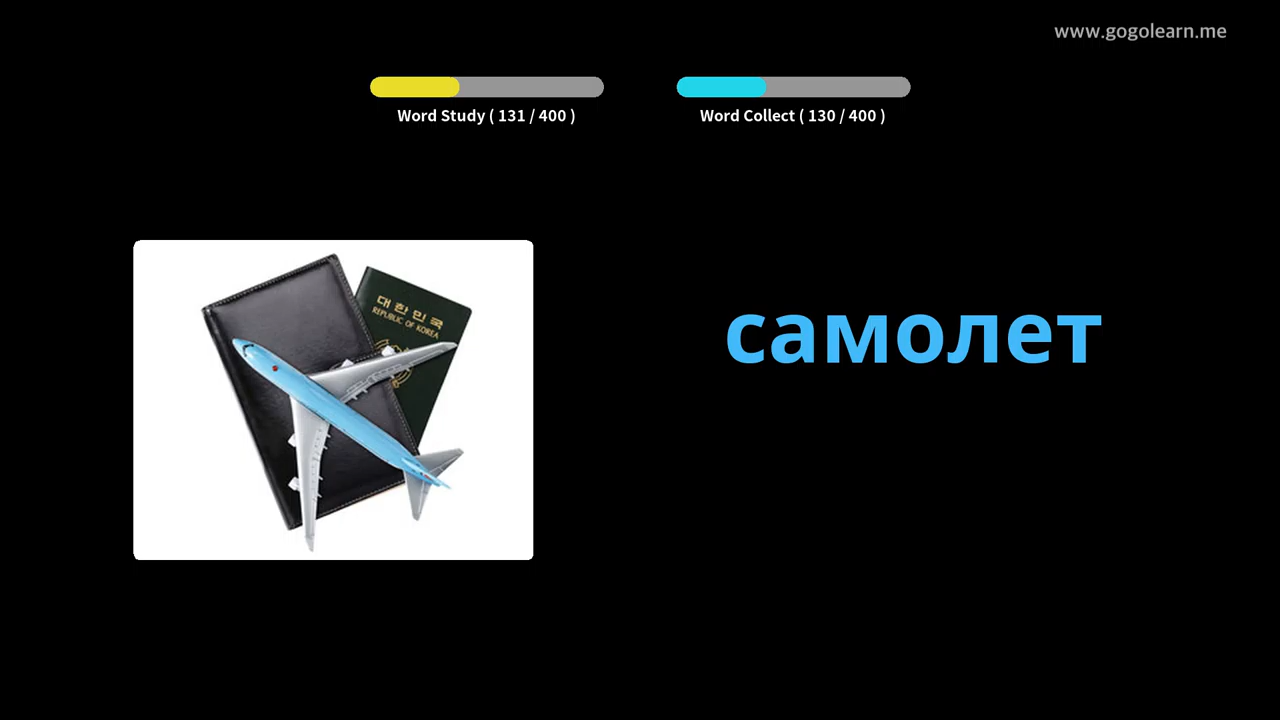 www.gogolearn.me
Word Study ( 131 / 400 )
Word Collect ( 130 / 400 )
대한민국
REPUBLIC OF KOREA
самолет